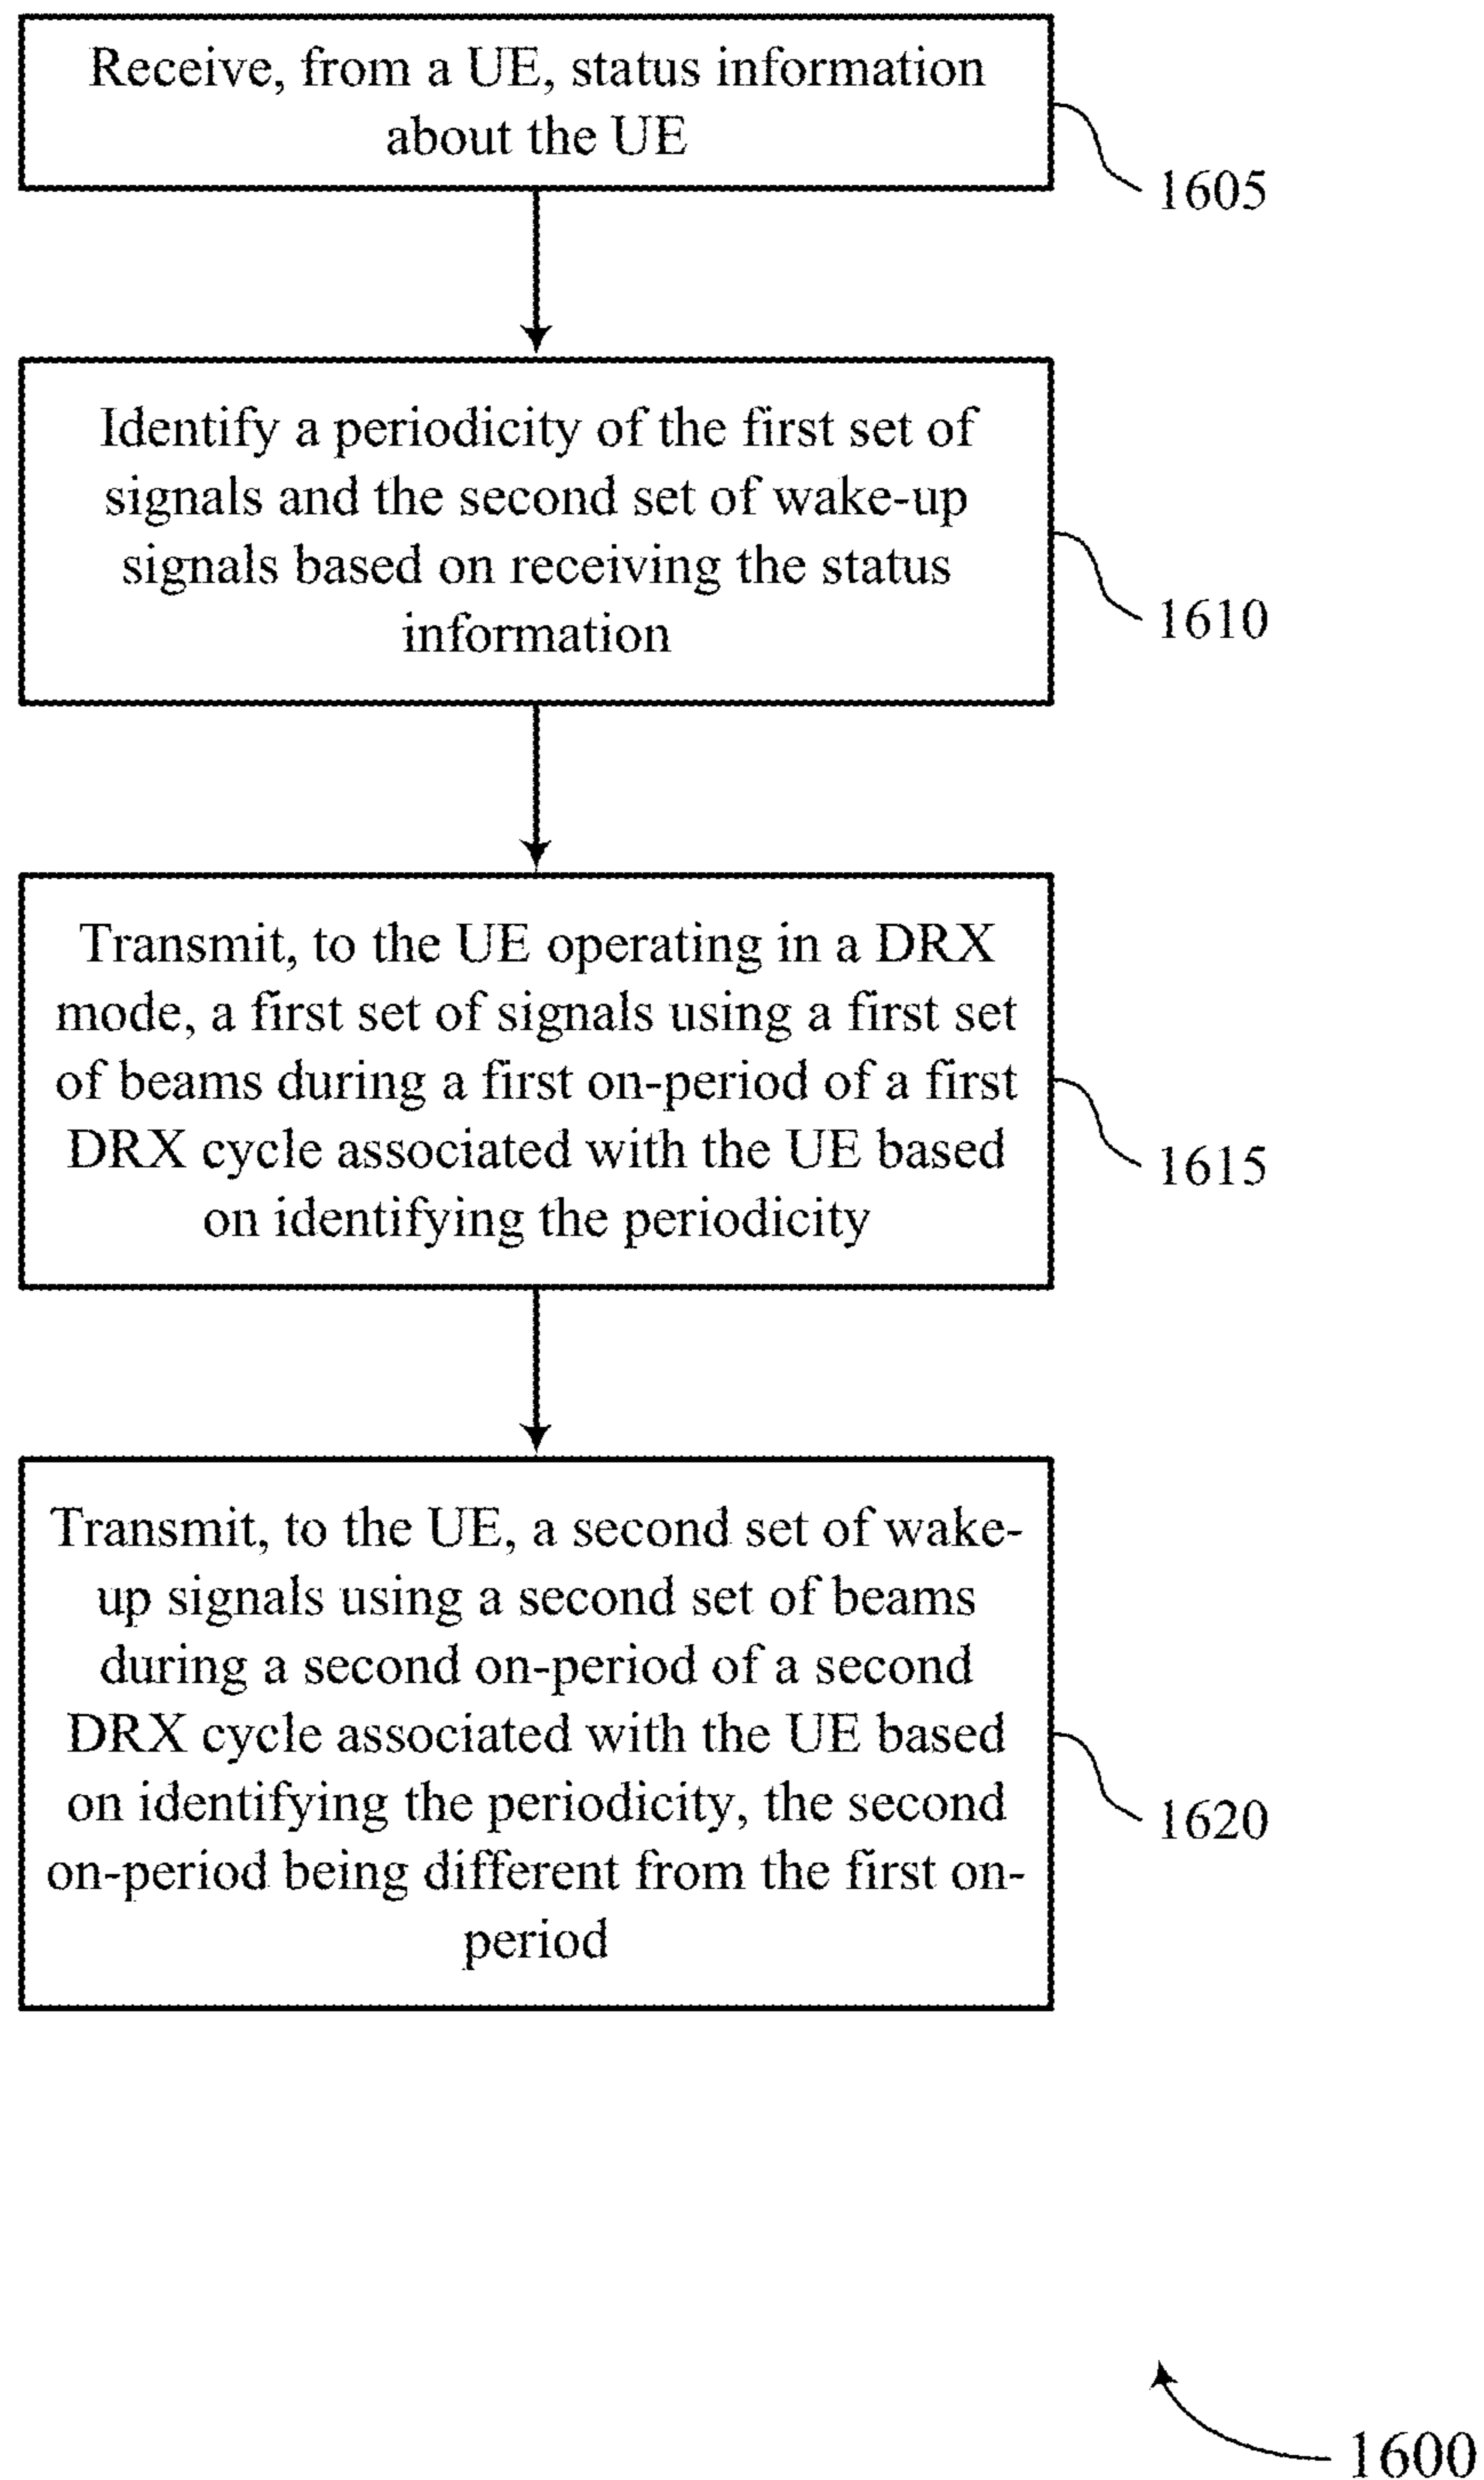 Receive, from a UE, status information
about the UE
1605
Identify a periodicity of the first set of
signals and the second set of wake-up
signals based on receiving the status
information
1610
Transmit, to the UE operating in a DRX
mode, a first set of signals using a first set
of beams during a first on-period of a first
DRX cycle associated with the UE based
on identifying the periodicity
1615
Transmit, to the UE, a second set of wake-
up signals using a second set of beams
during a second on-period of a second
DRX cycle associated with the UE based
on identifying the periodicity, the second
on-period being different from the first on-
period
1620
1600